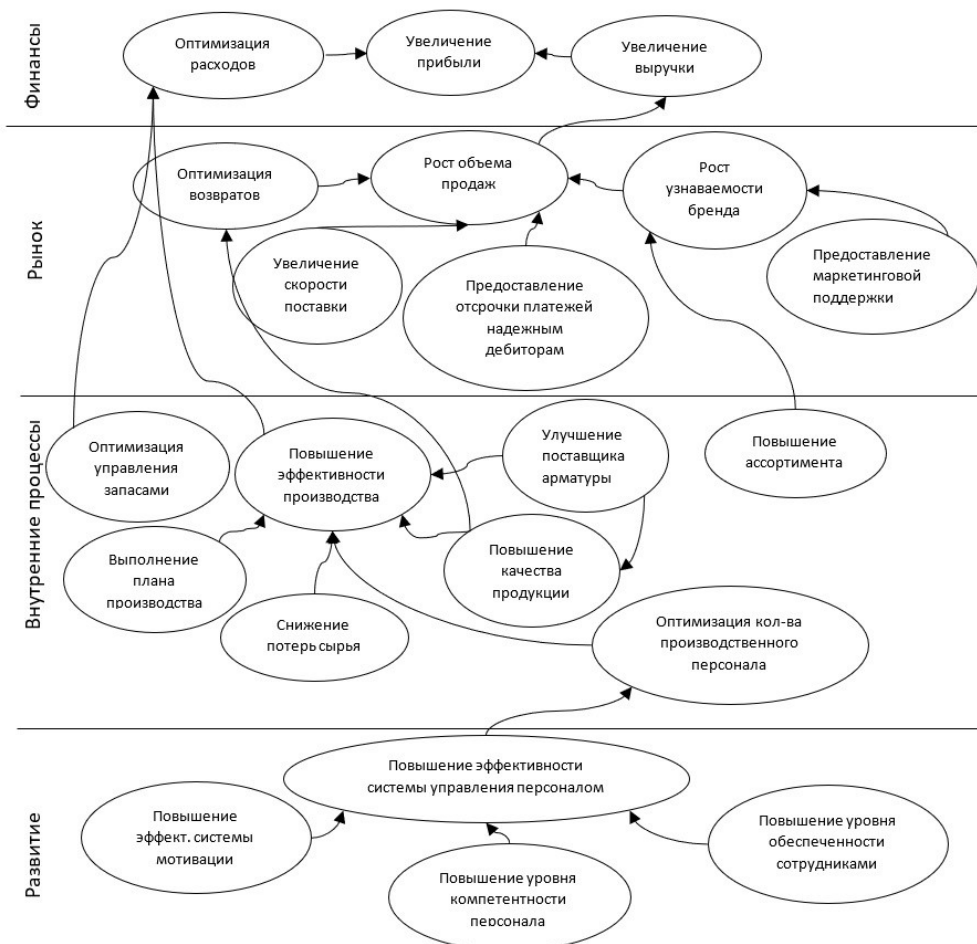 Финансы
Оптимизация
расходов
Увеличение
прибыли
Увеличение
выручки
Рынок
Оптимизация
возвратов
Рост объема
продаж
Рост
узнаваемости
бренда
Увеличение
скорости
поставки
Предоставление
отсрочки платежей
надежным
дебиторам
Предоставление
маркетинговой
поддержки
Внутренние процессы
Оптимизация
управления
запасами
Повышение
эффективности
производства
Улучшение
поставщика
арматуры
Повышение
ассортимента
Выполнение
плана
производства
Снижение
потерь сырья
Повышение
качества
продукции
Оптимизация кол-ва
производственного
персонала
Развитие
Повышение эффективности
системы управления персоналом
Повышение
эффект. системы
мотивации
Повышение уровня
компетентности
персонала
Повышение уровня
обеспеченности
сотрудниками